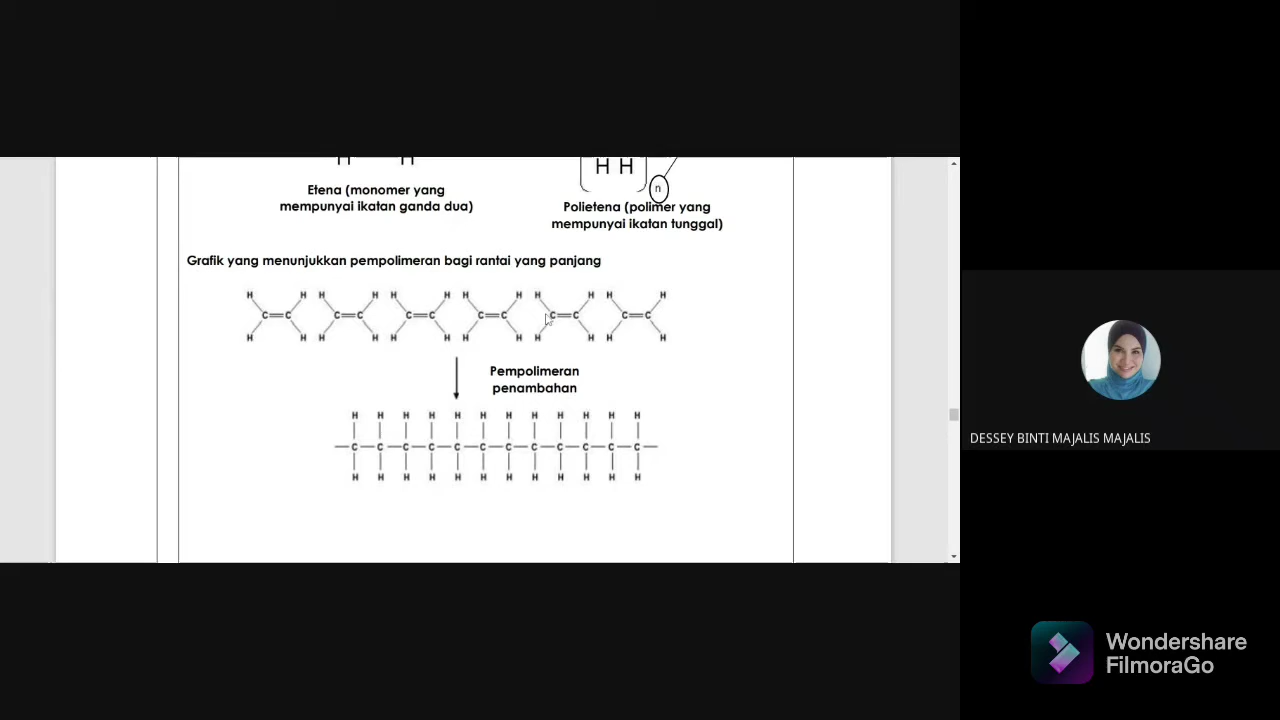 H H
H H
n
Etena (monomer yang
mempunyai ikatan ganda dua)
Polietena (polimer yang
mempunyai ikatan tunggal)
Grafik yang menunjukkan pempolimeran bagi rantai yang panjang
H H H H H H H H H H H H
C C C C C C C C C C C C
H H H H H H H H H H H H
Pempolimeran
penambahan
H H H H H H H H H H H H
C C C C C C C C C C C C
H H H H H H H H H H H H
DESSEY BINTI MAJALIS MAJALIS
Wondershare
FilmoraGo